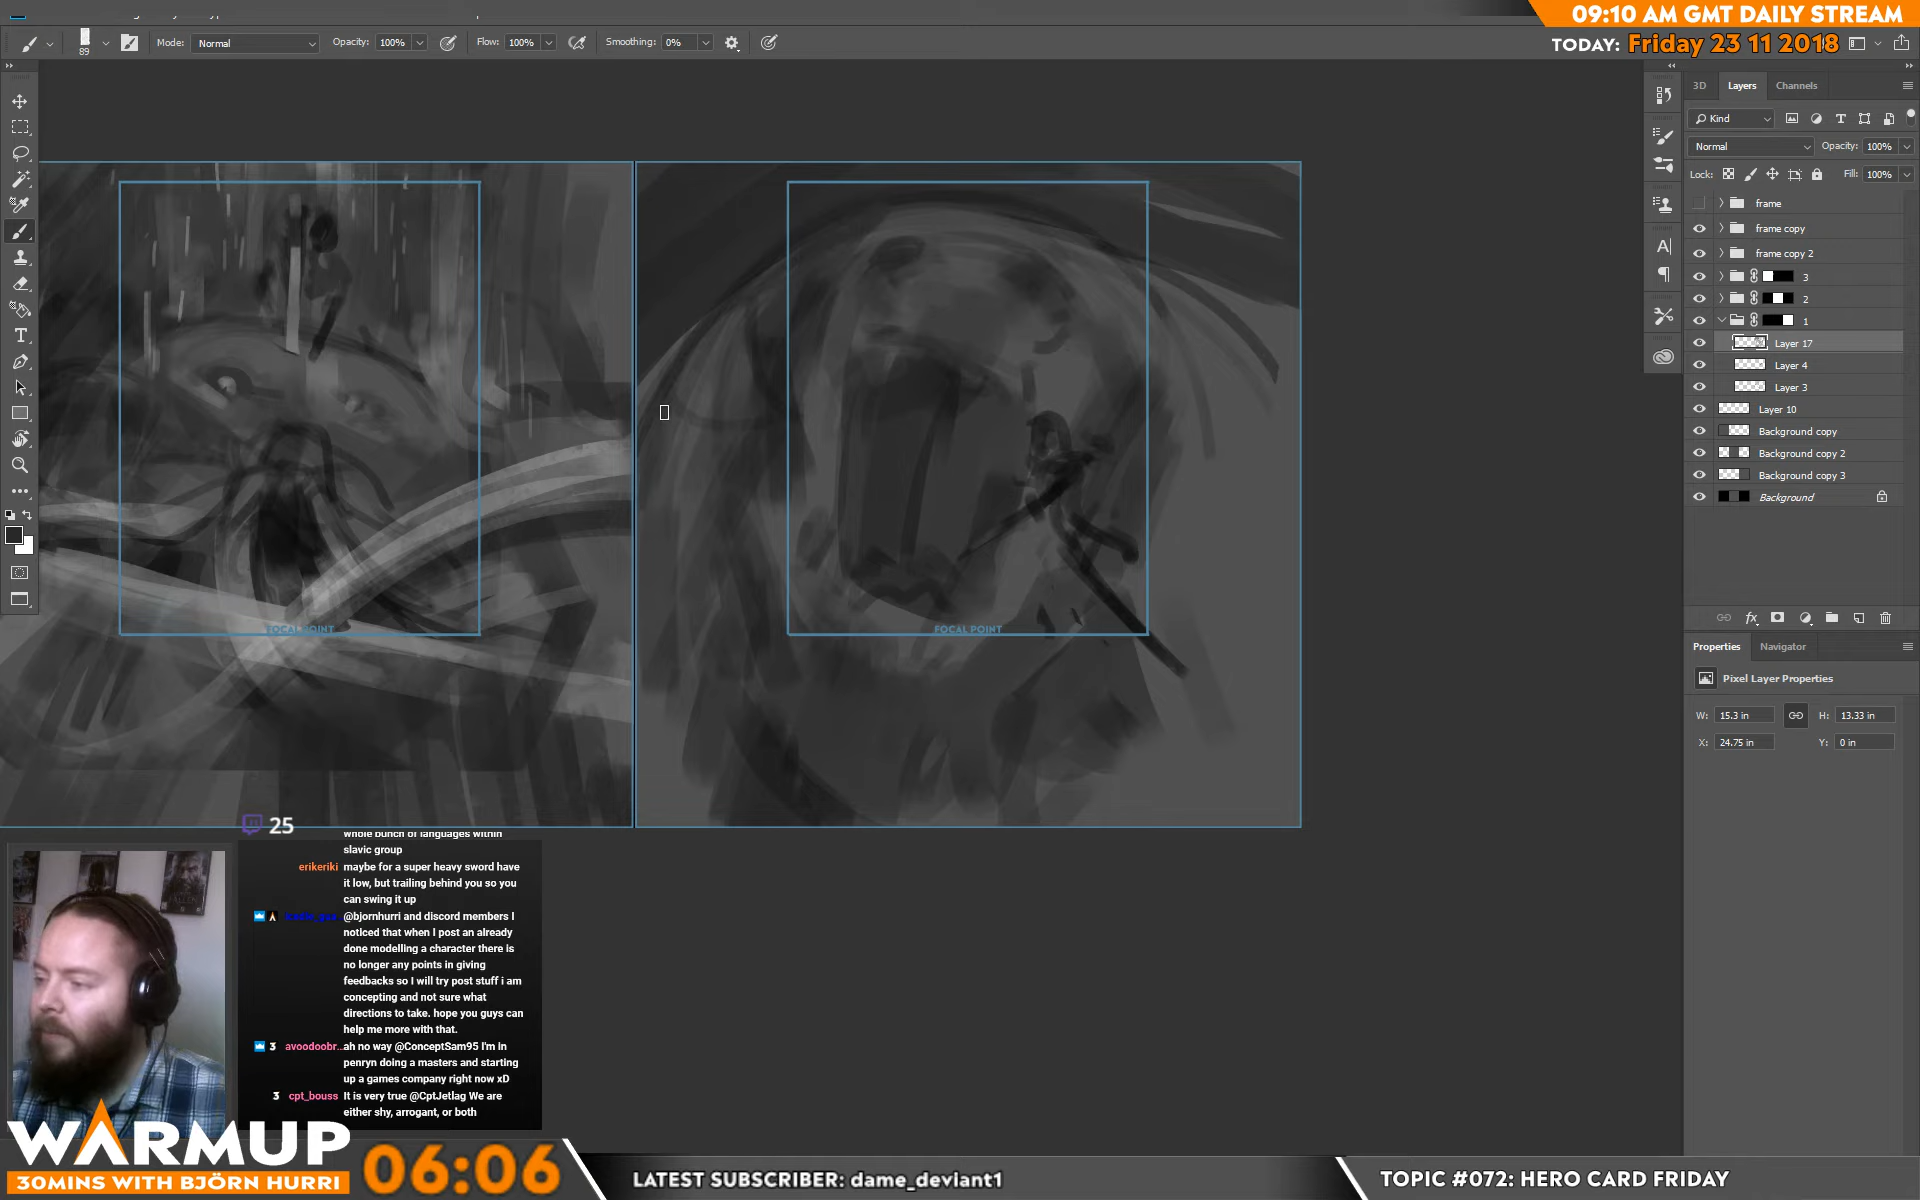 09:10 AM GMT DAILY STREAM
TODAY: Friday 23 11 2018
89
Mode: Normal
Opacity: 100%
Flow: 100%
Smoothing: 0%
3D Layers Channels
Kind
Normal
Opacity: 100%
Lock:
Fill: 100%
frame
frame copy
frame copy 2
3
2
1
Layer 17
Layer 4
Layer 3
Layer 10
Background copy
Background copy 2
Background copy 3
Background
Properties Navigator
Pixel Layer Properties
W: 15.3 in
H: 13.33 in
X: 24.75 in
Y: 0 in
FOCAL POINT
FOCAL POINT
25
whole bunch of languages within
slavic group
erikeriki maybe for a super heavy sword have
it low, but trailing behind you so you
can swing it up
@bjornhurri and discord members I
noticed that when I post an already
done modelling a character there is
no longer any points in giving
feedbacks so I will try post stuff i am
concepting and not sure what
directions to take. hope you guys can
help me more with that.
3 avoodoobr... ah no way @ConceptSam95 I'm in
penryn doing a masters and starting
up a games company right now xD
3 cpt_bouss It is very true @CptJetlag We are
either shy, arrogant, or both
WARMUP
30MINS WITH BJÖRN HURRI
06:06
LATEST SUBSCRIBER: dame_deviant1
TOPIC #072: HERO CARD FRIDAY